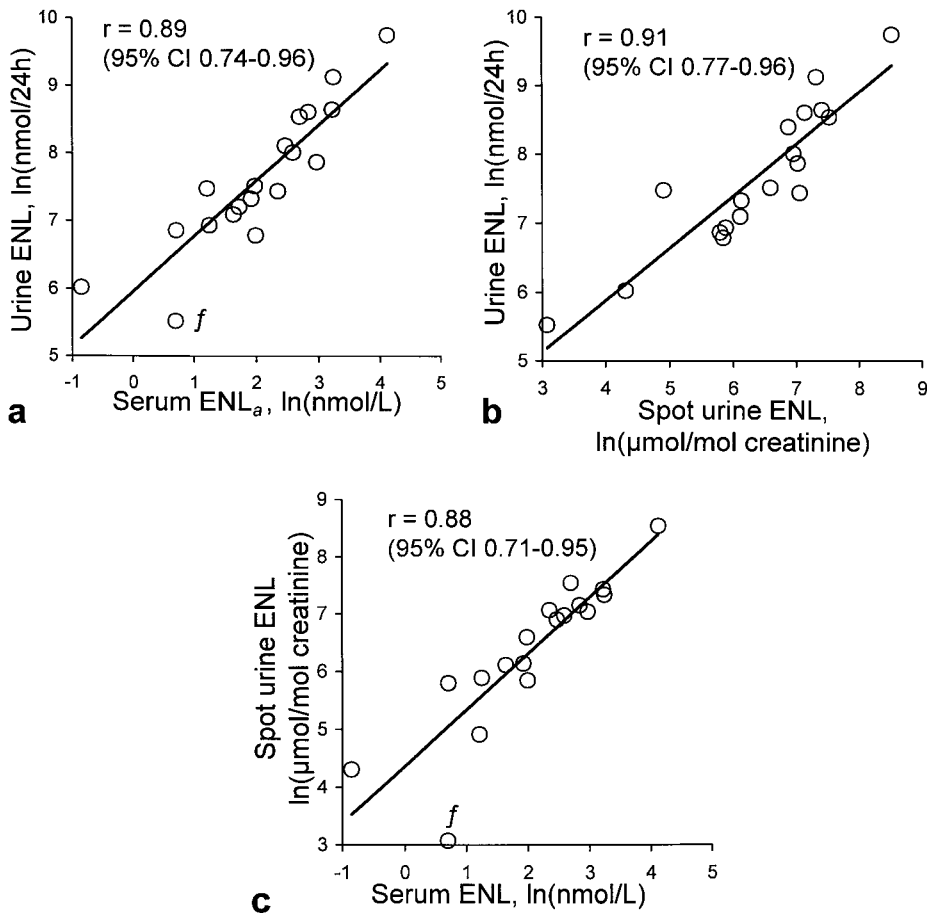 r = 0.89
(95% CI 0.74-0.96)
Urine ENL, ln(nmol/24h)
10
9
8
7
6
5
-1 0 1 2 3 4 5
Serum ENLa, ln(nmol/L)
f
a
r = 0.91
(95% CI 0.77-0.96)
Urine ENL, ln(nmol/24h)
10
9
8
7
6
5
3 4 5 6 7 8 9
Spot urine ENL,
ln(μmol/mol creatinine)
b
r = 0.88
(95% CI 0.71-0.95)
Spot urine ENL
ln(μmol/mol creatinine)
9
8
7
6
5
4
3
-1 0 1 2 3 4 5
Serum ENL, ln(nmol/L)
f
c